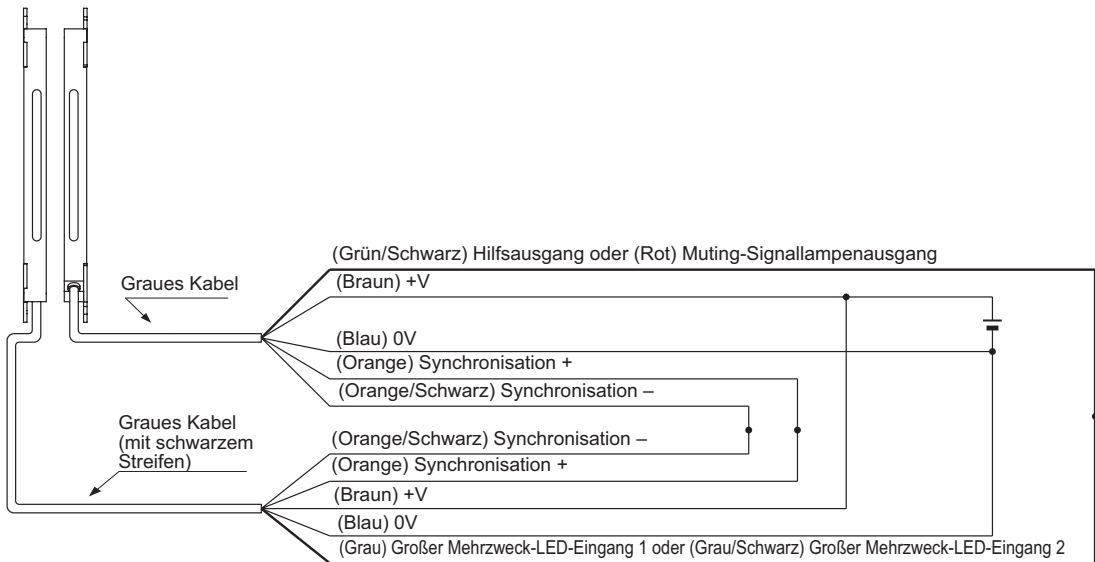 (Grün/Schwarz) Hilfsausgang oder (Rot) Muting-Signallampenausgang
Graues Kabel
(Braun) +V
(Blau) 0V
(Orange) Synchronisation +
(Orange/Schwarz) Synchronisation –
Graues Kabel
(mit schwarzem
Streifen)
(Orange/Schwarz) Synchronisation –
(Orange) Synchronisation +
(Braun) +V
(Blau) 0V
(Grau) Großer Mehrzweck-LED-Eingang 1 oder (Grau/Schwarz) Großer Mehrzweck-LED-Eingang 2